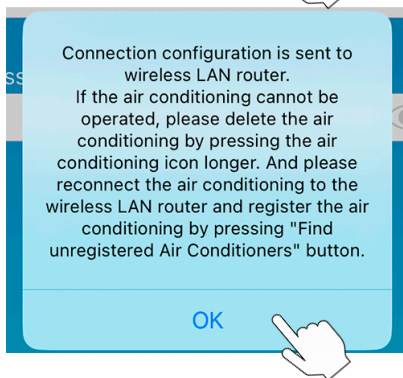 ss
Connection configuration is sent to
wireless LAN router.
If the air conditioning cannot be
operated, please delete the air
conditioning by pressing the air
conditioning icon longer. And please
reconnect the air conditioning to the
wireless LAN router and register the air
conditioning by pressing "Find
unregistered Air Conditioners" button.
OK